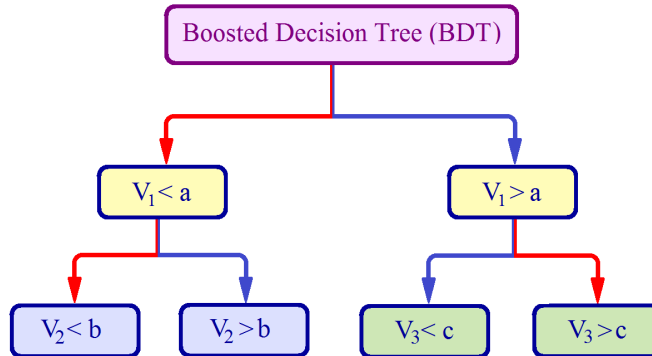 Boosted Decision Tree (BDT)
V₁< a
V₁> a
V₂< b
V₂ > b
V₃< c
V₃ > c